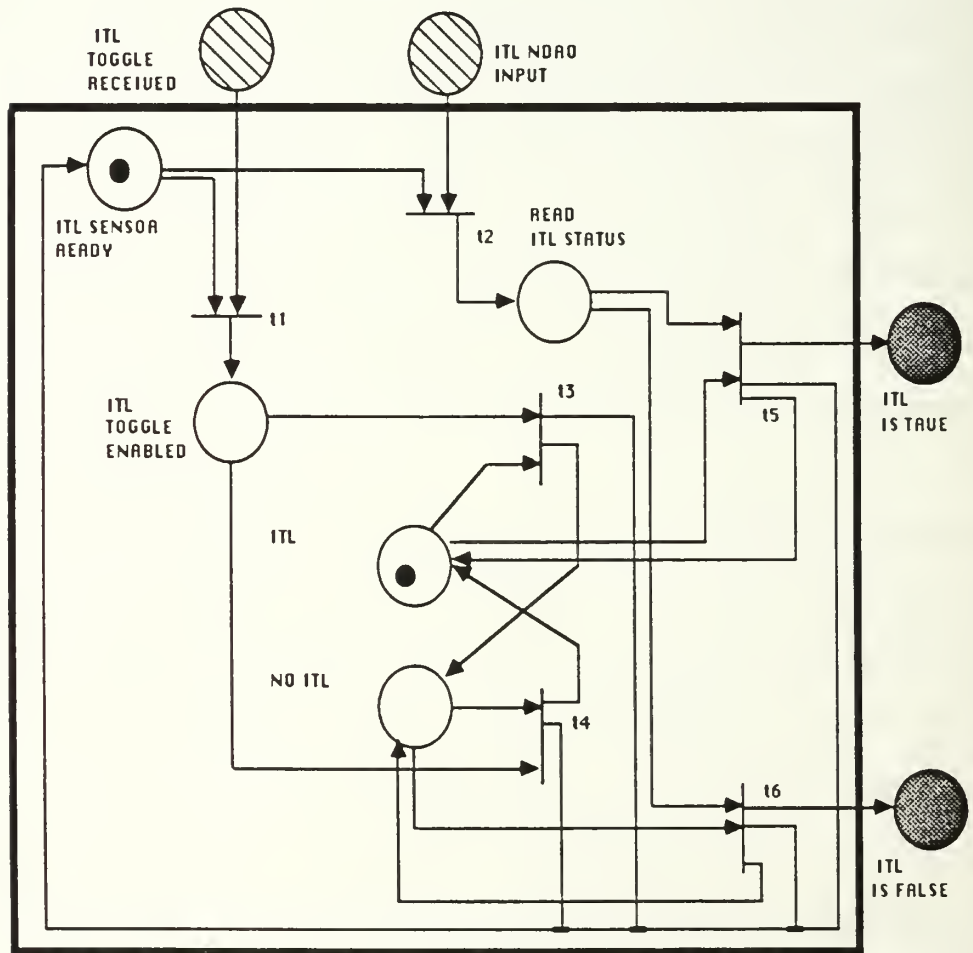 ITL
TOGGLE
RECEIVED
ITL NDRO
INPUT
ITL SENSOR
READY
t2
READ
ITL STATUS
t1
ITL
TOGGLE
ENABLED
t3
t5
ITL
IS TRUE
ITL
NO ITL
t4
t6
ITL
IS FALSE